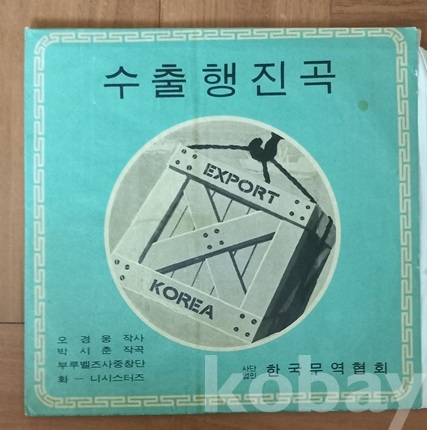 수출행진곡
EXPORT
KOREA
오경웅 작사
박시춘 작곡
부루벨즈사중창단
화 - 니시스터즈
사단법인 한국무역협회
kobay